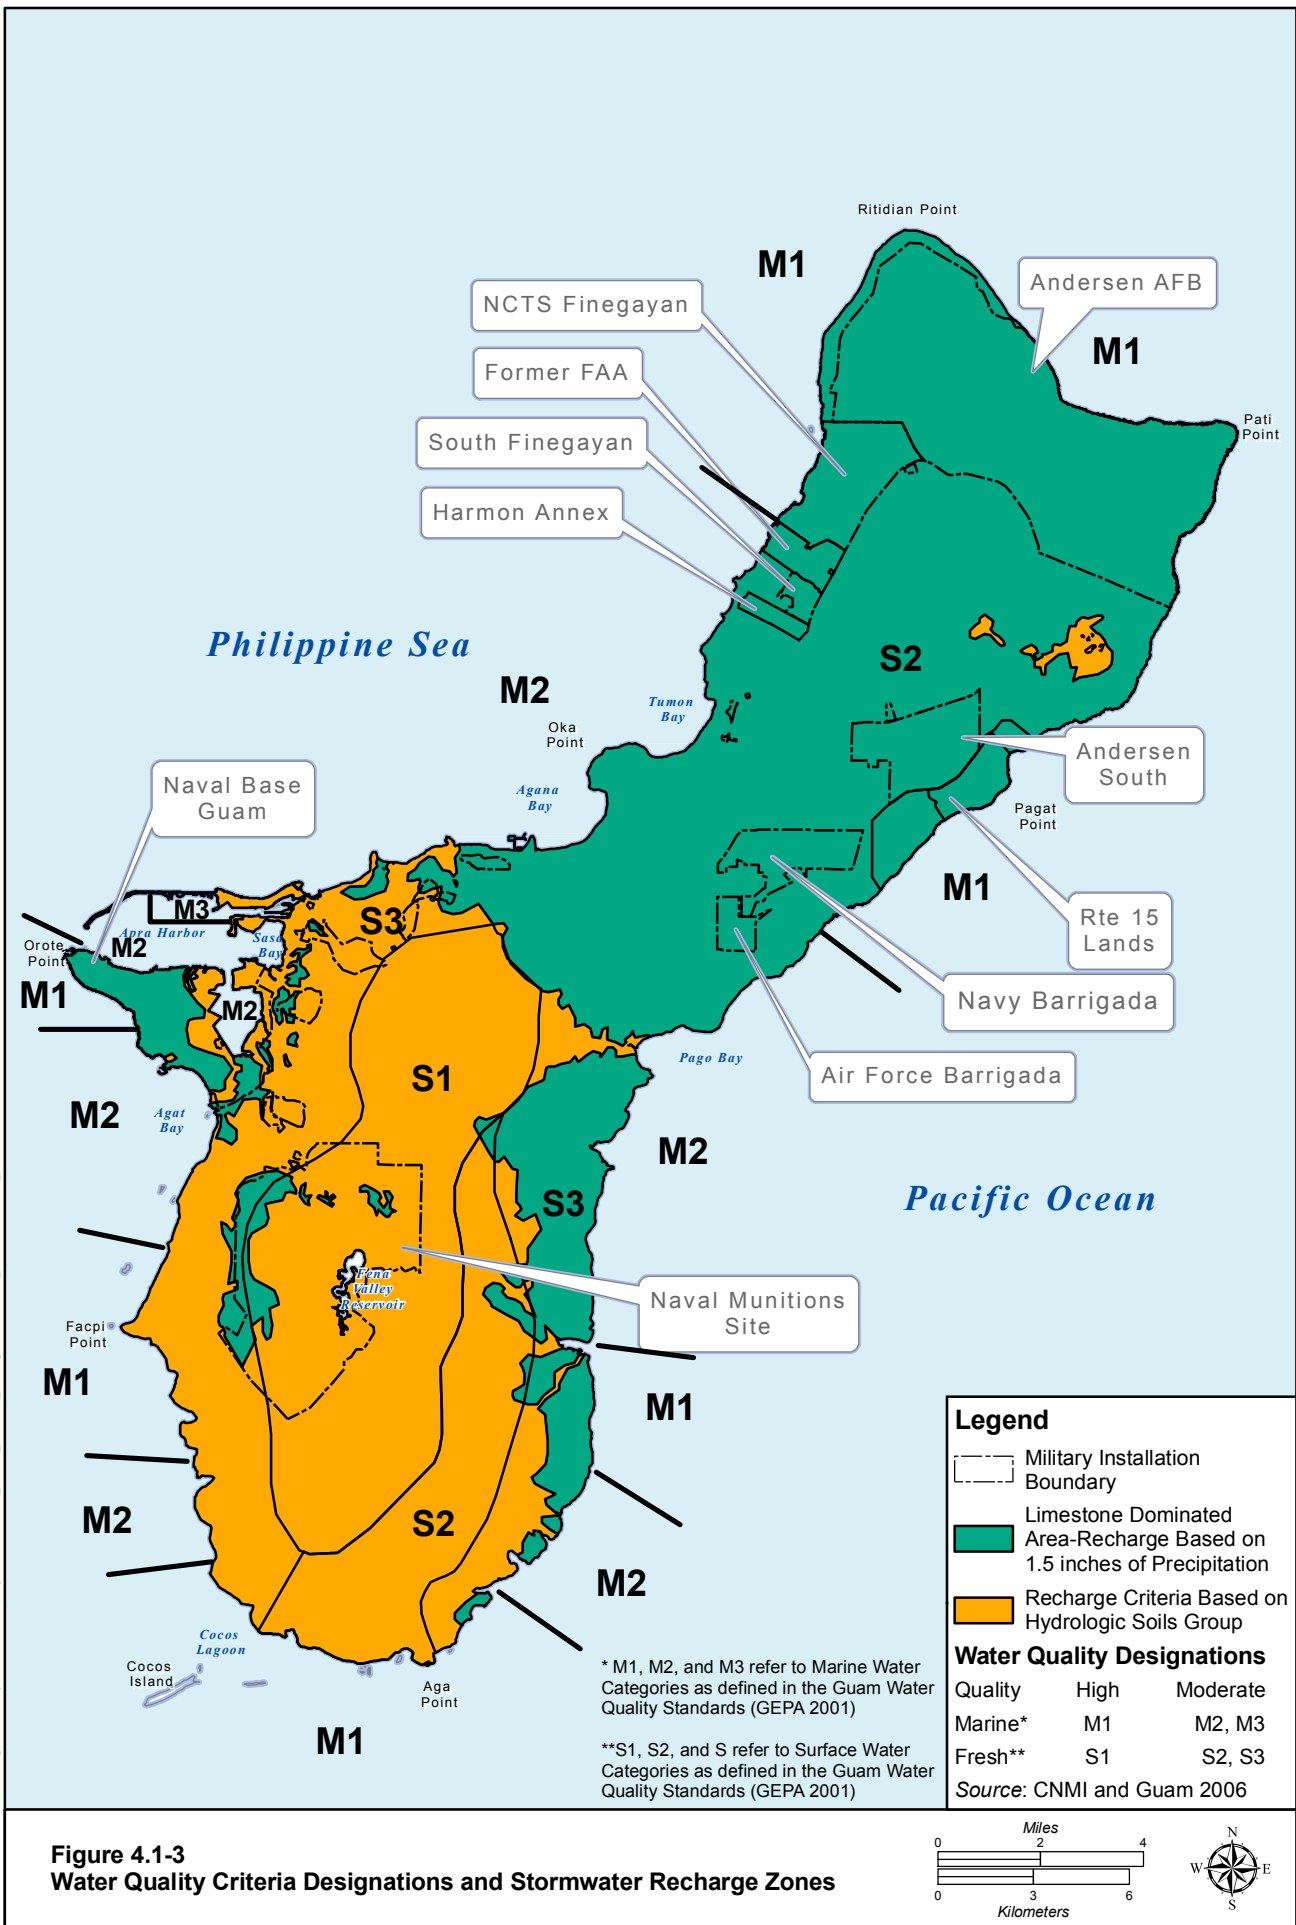 Ritidian Point
M1
Andersen AFB
NCTS Finegayan
M1
Former FAA
Pati
Point
South Finegayan
Harmon Annex
Philippine Sea
S2
M2
Tumon
Bay
Oka
Point
Andersen
South
Naval Base
Guam
Agana
Bay
Pagat
Point
M1
M3
S3
Rte 15
Lands
Apra Harbor
Sasa
Bay
Orote
Point
M2
M1
M2
Navy Barrigada
Pago Bay
S1
Air Force Barrigada
M2
Agat
Bay
M2
S3
Pacific Ocean
Fena
Valley
Reservoir
Naval Munitions
Site
Facpi
Point
M1
M1
M2
S2
M2
Cocos
Lagoon
Cocos
Island
Aga
Point
M1
* M1, M2, and M3 refer to Marine Water
Categories as defined in the Guam Water
Quality Standards (GEPA 2001)
**S1, S2, and S refer to Surface Water
Categories as defined in the Guam Water
Quality Standards (GEPA 2001)
Legend
Military Installation
Boundary
Limestone Dominated
Area-Recharge Based on
1.5 inches of Precipitation
Recharge Criteria Based on
Hydrologic Soils Group
Water Quality Designations
Quality High Moderate
Marine* M1 M2, M3
Fresh** S1 S2, S3
Source: CNMI and Guam 2006
Figure 4.1-3
Water Quality Criteria Designations and Stormwater Recharge Zones
Miles
0 2 4
0 3 6
Kilometers
N
W E
S